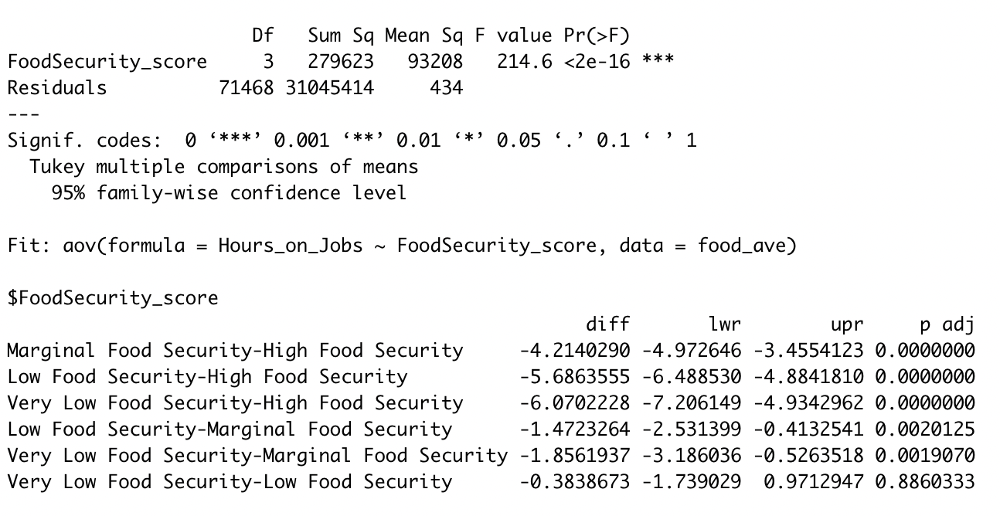 Df Sum Sq Mean Sq F value Pr(>F)
FoodSecurity_score 3 279623 93208 214.6 <2e-16 ***
Residuals 71468 31045414 434
---
Signif. codes: 0 ‘***’ 0.001 ‘**’ 0.01 ‘*’ 0.05 ‘.’ 0.1 ‘ ’ 1
Tukey multiple comparisons of means
95% family-wise confidence level
Fit: aov(formula = Hours_on_Jobs ~ FoodSecurity_score, data = food_ave)
$FoodSecurity_score
diff lwr upr p adj
Marginal Food Security-High Food Security -4.2140290 -4.972646 -3.4554123 0.0000000
Low Food Security-High Food Security -5.6863555 -6.488530 -4.8841810 0.0000000
Very Low Food Security-High Food Security -6.0702228 -7.206149 -4.9342962 0.0000000
Low Food Security-Marginal Food Security -1.4723264 -2.531399 -0.4132541 0.0020125
Very Low Food Security-Marginal Food Security -1.8561937 -3.186036 -0.5263518 0.0019070
Very Low Food Security-Low Food Security -0.3838673 -1.739029 0.9712947 0.8860333